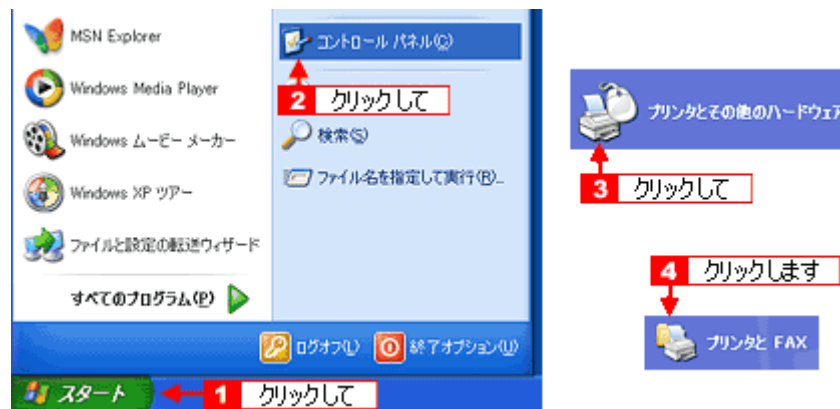 MSN Explorer
Windows Media Player
Windows ムービー メーカー
Windows XP ツアー
ファイルと設定の転送ウィザード
すべてのプログラム(P)
コントロール パネル(C)
2 クリックして
検索(S)
ファイル名を指定して実行(R)...
ログオフ(L)
終了オプション(U)
スタート
1 クリックして
プリンタとその他のハードウェア
3 クリックして
4 クリックします
プリンタと FAX